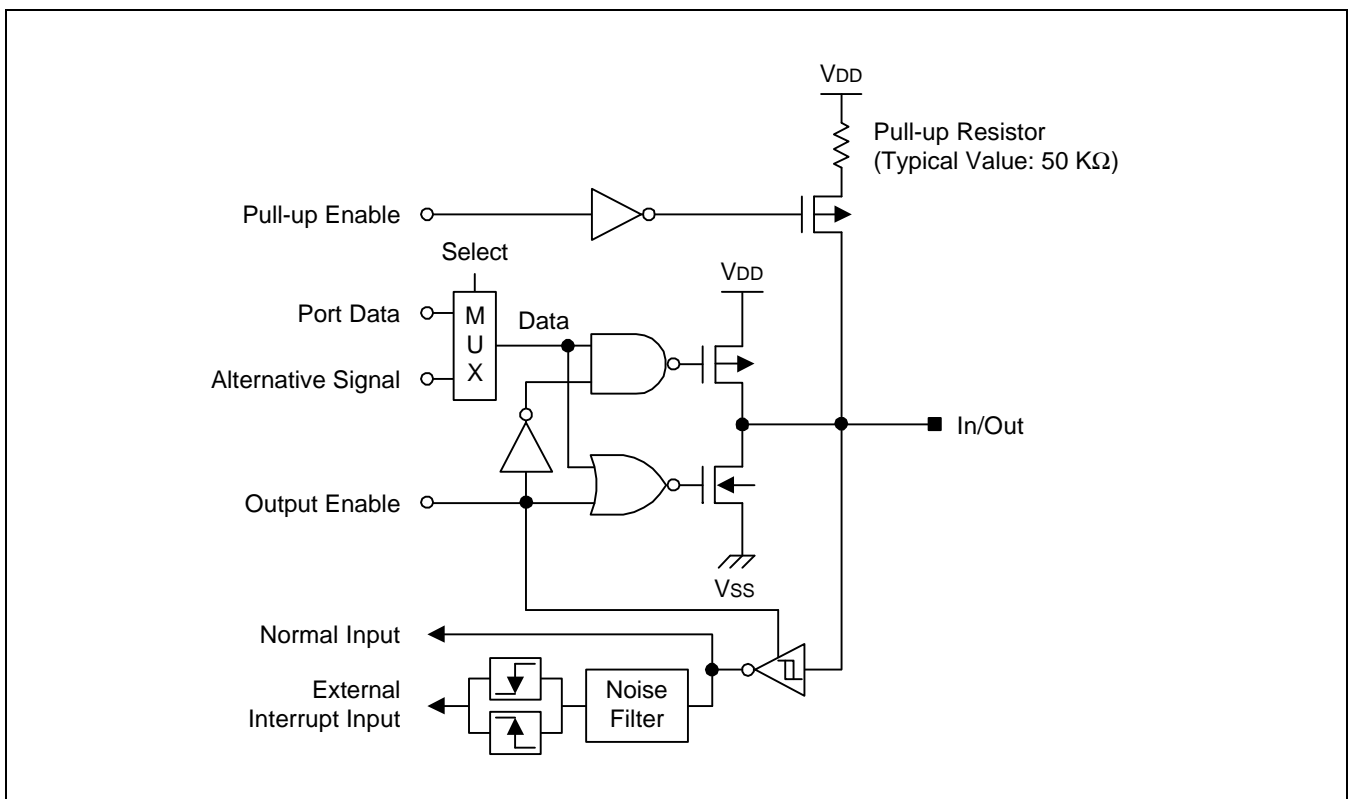 VDD
Pull-up Resistor
(Typical Value: 50 KΩ)
Pull-up Enable
Select
VDD
Port Data
M
U
X
Data
Alternative Signal
In/Out
Output Enable
VSS
Normal Input
External
Interrupt Input
Noise
Filter